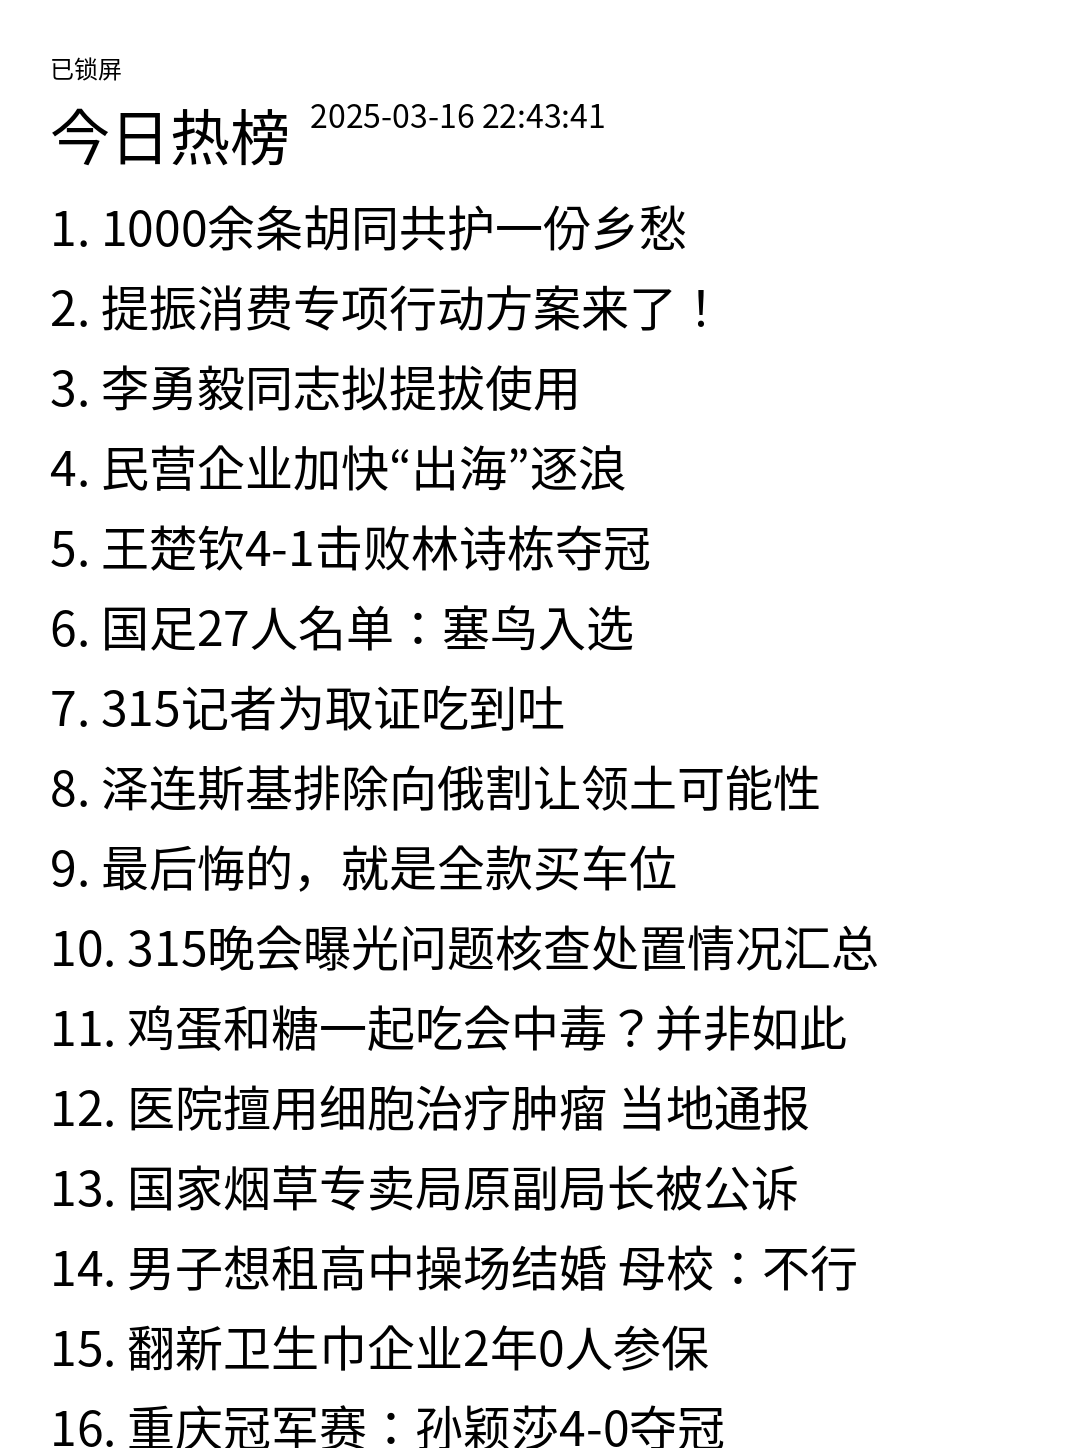 已锁屏
今日热榜 2025-03-16 22:43:41
1. 1000余条胡同共护一份乡愁
2. 提振消费专项行动方案来了！
3. 李勇毅同志拟提拔使用
4. 民营企业加快“出海”逐浪
5. 王楚钦4-1击败林诗栋夺冠
6. 国足27人名单：塞鸟入选
7. 315记者为取证吃到吐
8. 泽连斯基排除向俄割让领土可能性
9. 最后悔的，就是全款买车位
10. 315晚会曝光问题核查处置情况汇总
11. 鸡蛋和糖一起吃会中毒？并非如此
12. 医院擅用细胞治疗肿瘤 当地通报
13. 国家烟草专卖局原副局长被公诉
14. 男子想租高中操场结婚 母校：不行
15. 翻新卫生巾企业2年0人参保
16. 重庆冠军赛：孙颖莎4-0夺冠